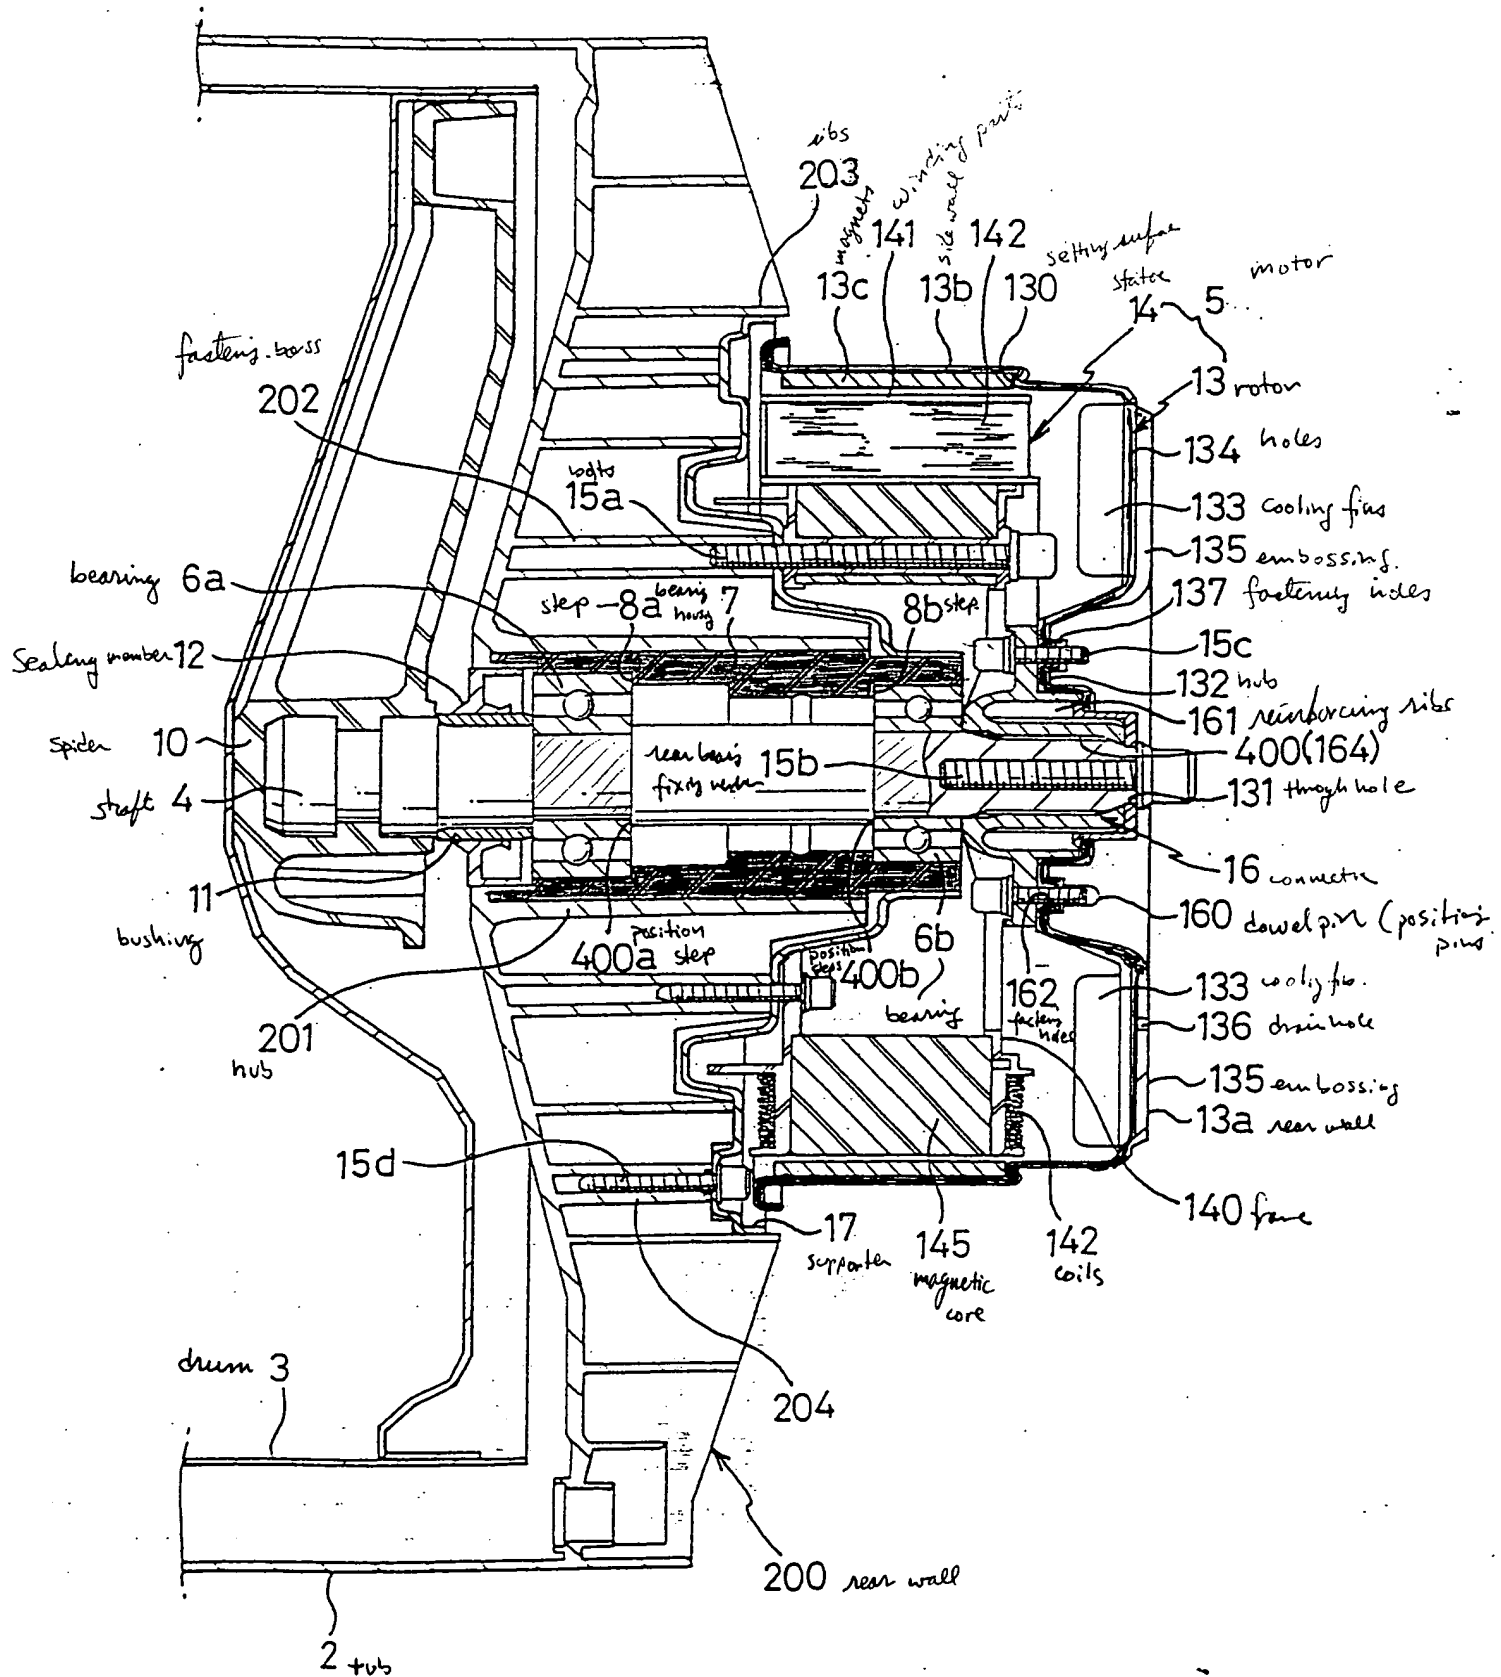 ribs
203
magnets
13c
winding parts
141
side wall
13b
142
setting surface
130
stator
14
5
motor
13 rotor
134 holes
133 cooling fins
135 embossing.
137 fastening holes
15c
132 hub
161 reinforcing ribs
400(164)
131 through hole
16 connector
160 dowel pin (positioning pins
133 cooling fin.
136 drain hole
135 embossing
13a rear wall
140 frame
fastening boss
202
bolts
15a
bearing 6a
step 8a
bearing housing
7
8b step
sealing member 12
spider 10
shaft 4
15b
11
bushing
position step
400a
position steps
400b
6b
bearing
162
fastening holes
201
hub
15d
17
supporter
145
magnetic
core
142
coils
drum 3
204
200 rear wall
2 tub